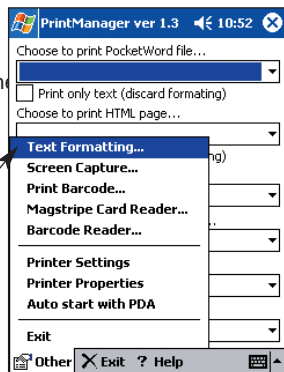 PrintManager ver 1.3 10:52
Choose to print PocketWord file...
Print only text (discard formating)
Choose to print HTML page...
Text Formatting...
ng)
Screen Capture...
Print Barcode...
Magstripe Card Reader...
Barcode Reader...
Printer Settings
Printer Properties
Auto start with PDA
Exit
Other Exit ? Help